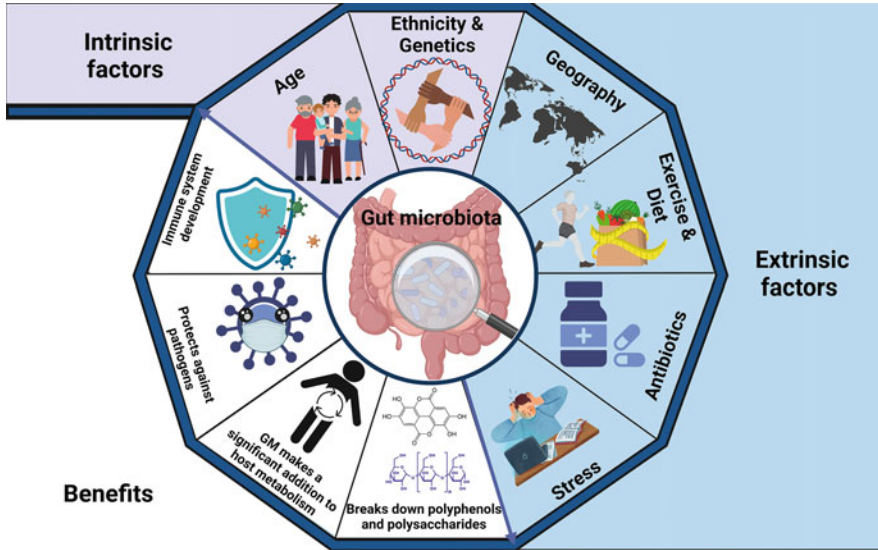 Intrinsic
factors
Age
Ethnicity &
Genetics
Geography
Exercise &
Diet
Extrinsic
factors
Antibiotics
Stress
Breaks down polyphenols
and polysaccharides
GM makes a
significant addition to
host metabolism
Protects against
pathogens
Immune system
development
Benefits
Gut microbiota